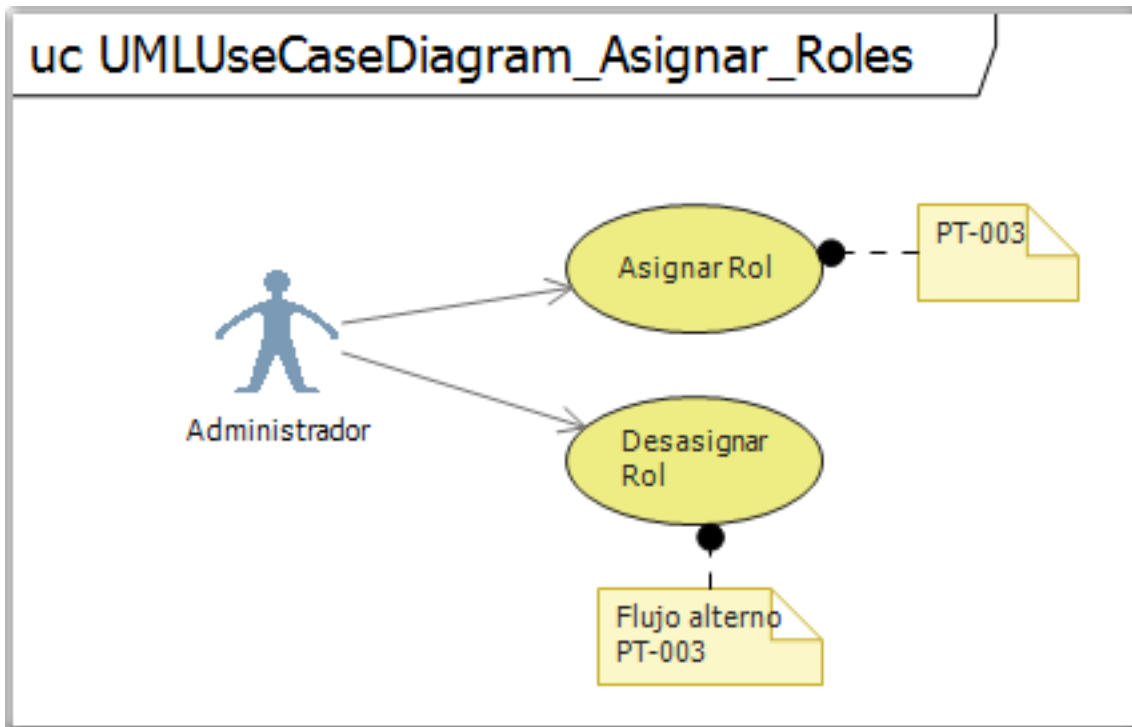 uc UMLUseCaseDiagram_Asignar_Roles
PT-003
Asignar Rol
Administrador
Desasignar
Rol
Flujo alterno
PT-003